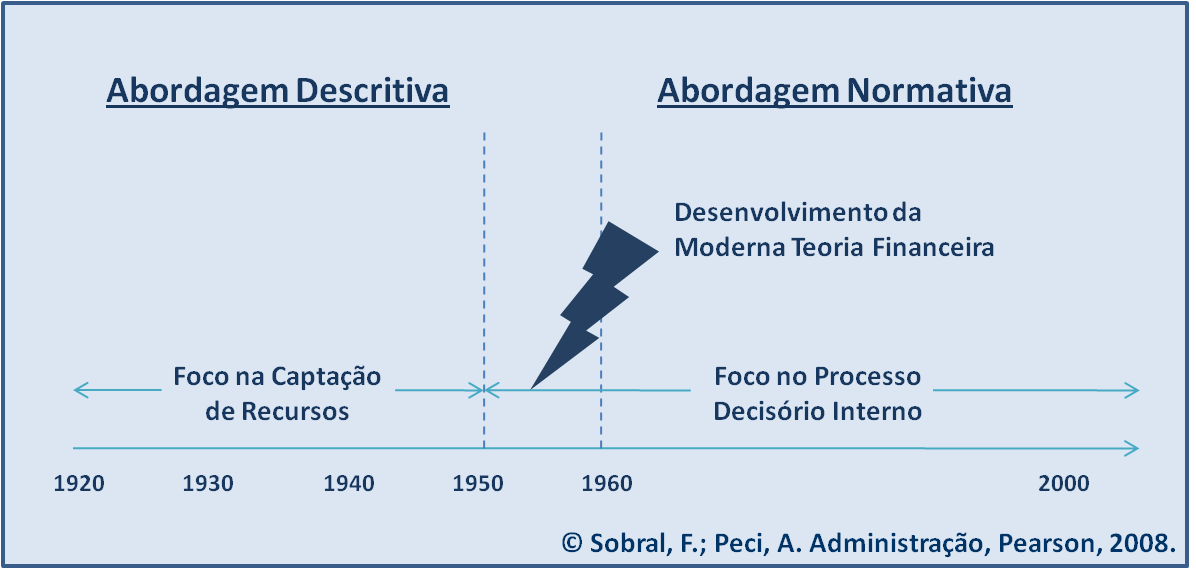 Abordagem Descritiva
Abordagem Normativa
Desenvolvimento da
Moderna Teoria Financeira
Foco na Captação
de Recursos
Foco no Processo
Decisório Interno
1920
1930
1940
1950
1960
2000
© Sobral, F.; Peci, A. Administração, Pearson, 2008.